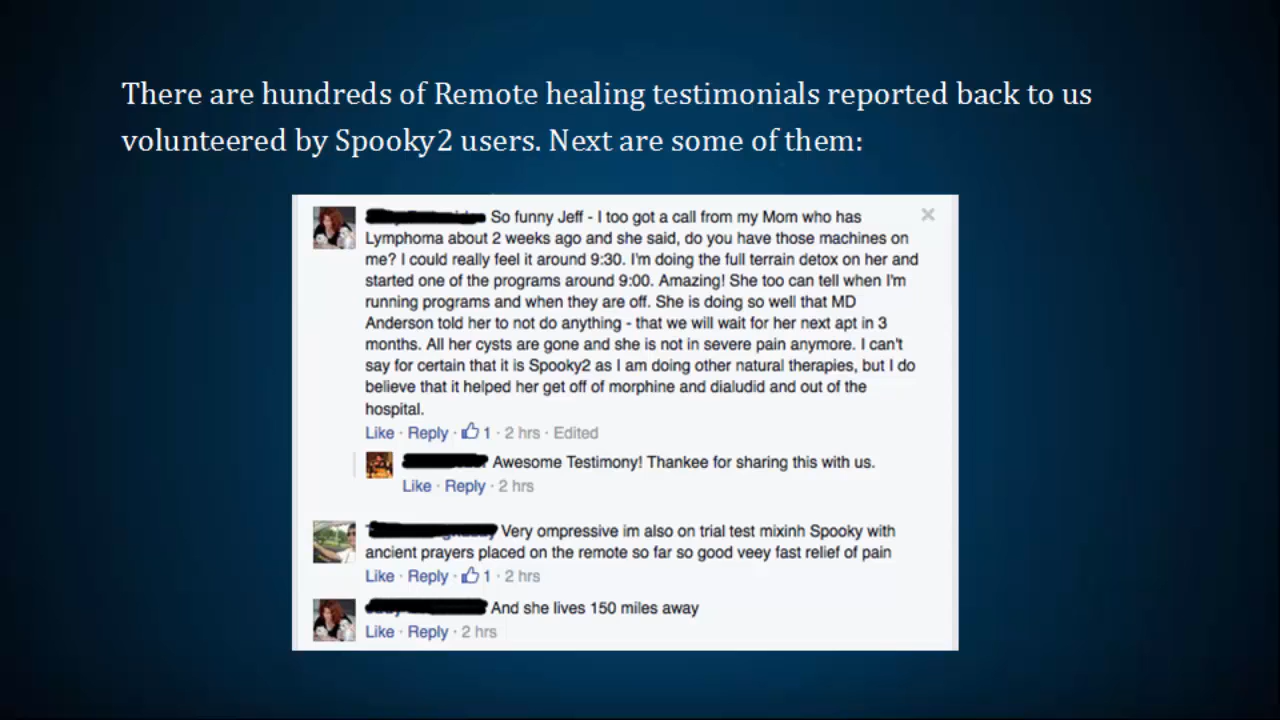 There are hundreds of Remote healing testimonials reported back to us
volunteered by Spooky2 users. Next are some of them:
So funny Jeff - I too got a call from my Mom who has
Lymphoma about 2 weeks ago and she said, do you have those machines on
me? I could really feel it around 9:30. I'm doing the full terrain detox on her and
started one of the programs around 9:00. Amazing! She too can tell when I'm
running programs and when they are off. She is doing so well that MD
Anderson told her to not do anything - that we will wait for her next apt in 3
months. All her cysts are gone and she is not in severe pain anymore. I can't
say for certain that it is Spooky2 as I am doing other natural therapies, but I do
believe that it helped her get off of morphine and dialudid and out of the
hospital.
Like · Reply · 1 · 2 hrs · Edited
Awesome Testimony! Thankee for sharing this with us.
Like · Reply · 2 hrs
Very ompressive im also on trial test mixinh Spooky with
ancient prayers placed on the remote so far so good veey fast relief of pain
Like · Reply · 1 · 2 hrs
And she lives 150 miles away
Like · Reply · 2 hrs